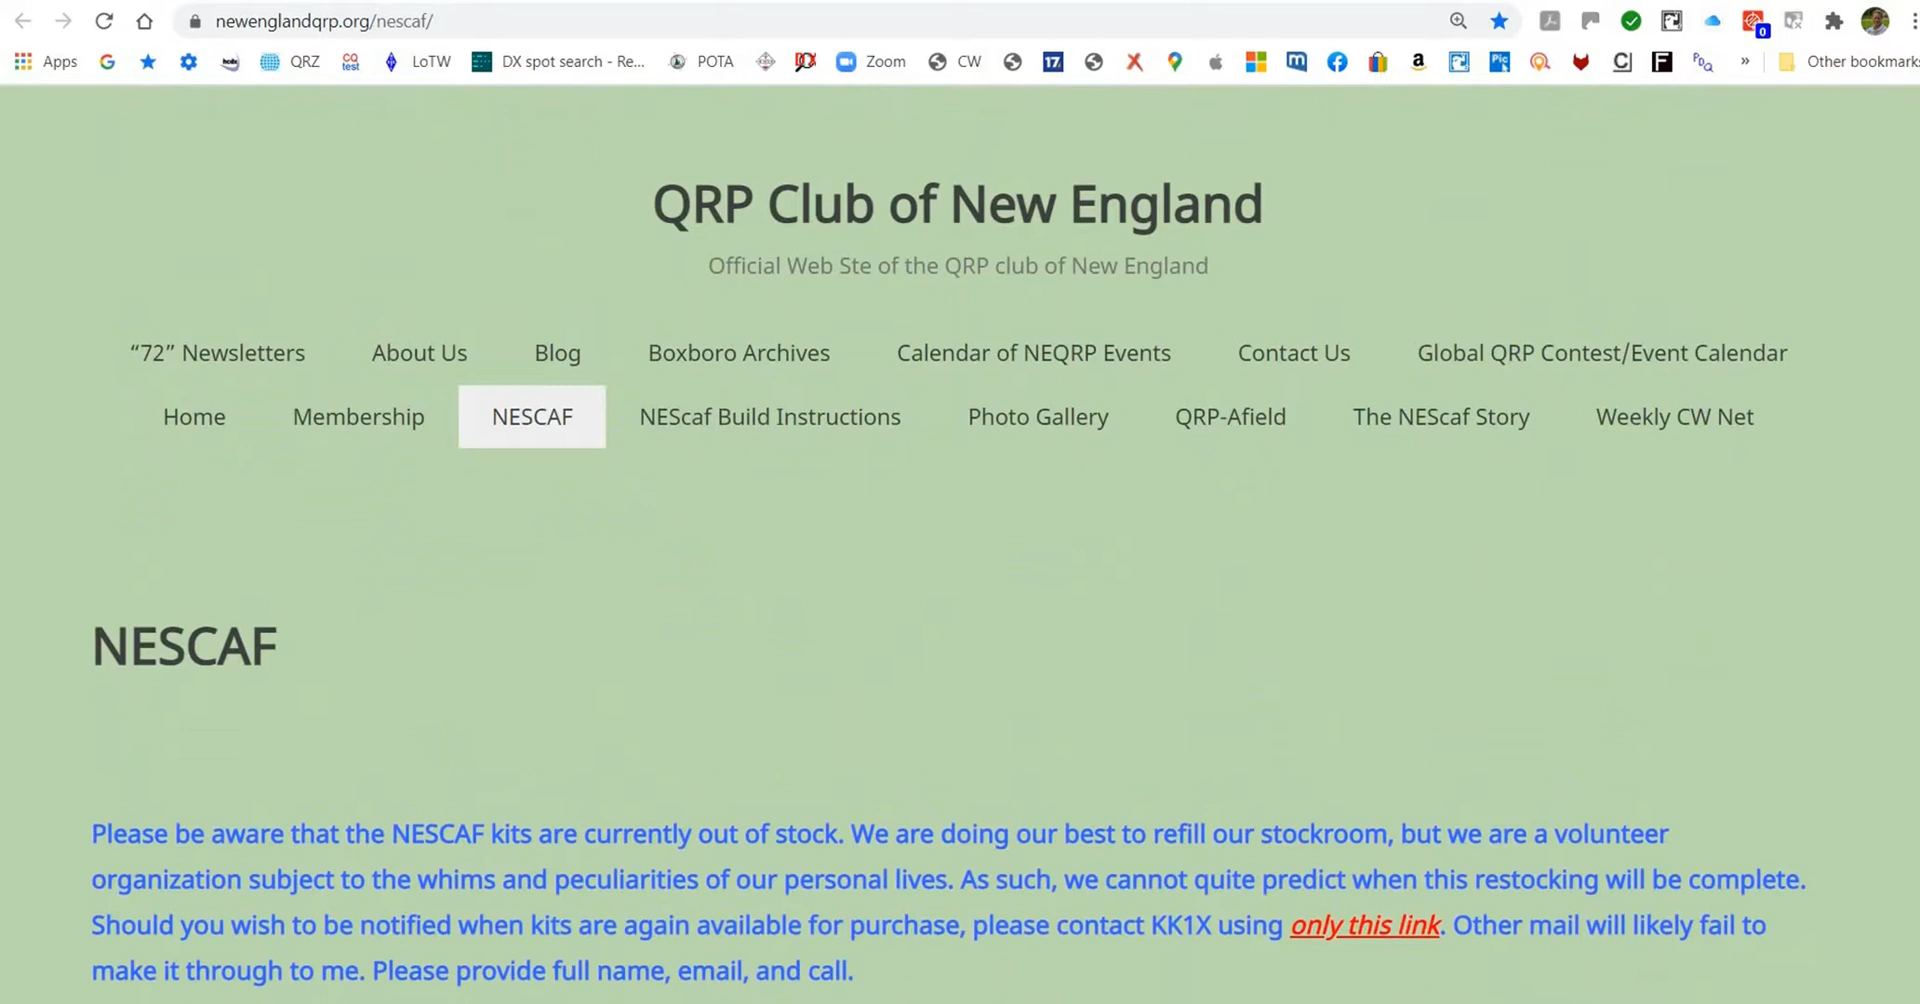 newenglandqrp.org/nescaf/
0
Apps QRZ CQ test LoTW DX spot search - Re... POTA DX Zoom CW 17. Pic Other bookmarks
QRP Club of New England
Official Web Ste of the QRP club of New England
“72” Newsletters About Us Blog Boxboro Archives Calendar of NEQRP Events Contact Us Global QRP Contest/Event Calendar
Home Membership NESCAF NEScaf Build Instructions Photo Gallery QRP-Afield The NEScaf Story Weekly CW Net
NESCAF
Please be aware that the NESCAF kits are currently out of stock. We are doing our best to refill our stockroom, but we are a volunteer
organization subject to the whims and peculiarities of our personal lives. As such, we cannot quite predict when this restocking will be complete.
Should you wish to be notified when kits are again available for purchase, please contact KK1X using only this link. Other mail will likely fail to
make it through to me. Please provide full name, email, and call.